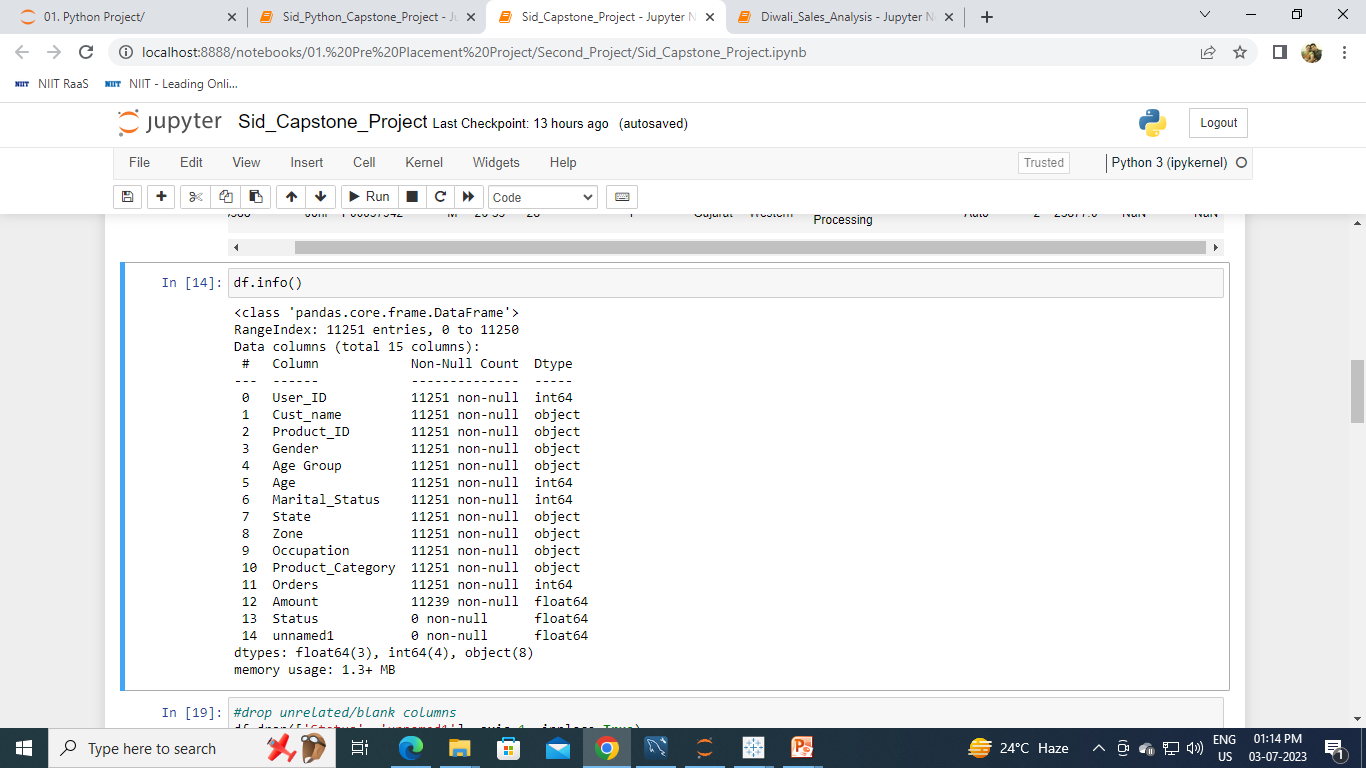 01. Python Project/
Sid_Python_Capstone_Project - Ju
Sid_Capstone_Project - Jupyter N
Diwali_Sales_Analysis - Jupyter N
localhost:8888/notebooks/01.%20Pre%20Placement%20Project/Second_Project/Sid_Capstone_Project.ipynb
NIIT NIIT RaaS NIIT NIIT - Leading Onli...
jupyter Sid_Capstone_Project Last Checkpoint: 13 hours ago (autosaved)
Logout
File Edit View Insert Cell Kernel Widgets Help
Trusted
Python 3 (ipykernel)
Run
Code
Processing
In [14]: df.info()
<class 'pandas.core.frame.DataFrame'>
RangeIndex: 11251 entries, 0 to 11250
Data columns (total 15 columns):
# Column Non-Null Count Dtype
--- ------ -------------- -----
0 User_ID 11251 non-null int64
1 Cust_name 11251 non-null object
2 Product_ID 11251 non-null object
3 Gender 11251 non-null object
4 Age Group 11251 non-null object
5 Age 11251 non-null int64
6 Marital_Status 11251 non-null int64
7 State 11251 non-null object
8 Zone 11251 non-null object
9 Occupation 11251 non-null object
10 Product_Category 11251 non-null object
11 Orders 11251 non-null int64
12 Amount 11239 non-null float64
13 Status 0 non-null float64
14 unnamed1 0 non-null float64
dtypes: float64(3), int64(4), object(8)
memory usage: 1.3+ MB
In [19]: #drop unrelated/blank columns
Type here to search
24°C Haze
ENG
US
01:14 PM
03-07-2023
1